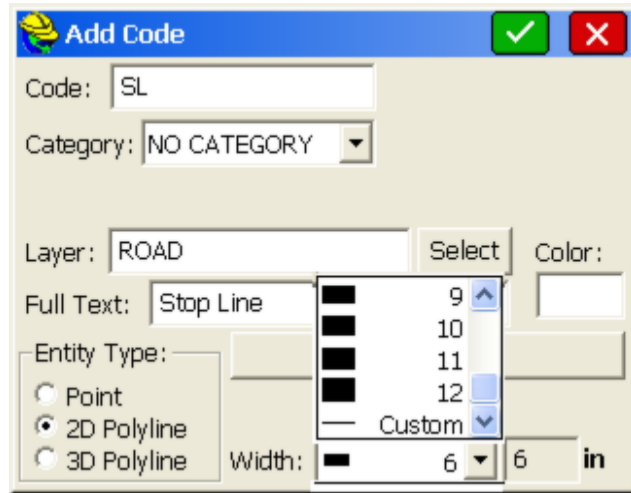 Add Code
Code: SL
Category: NO CATEGORY
Layer: ROAD Select Color:
Full Text: Stop Line
9
10
11
12
Custom
Entity Type:
Point
2D Polyline
3D Polyline
Width: 6 6 in